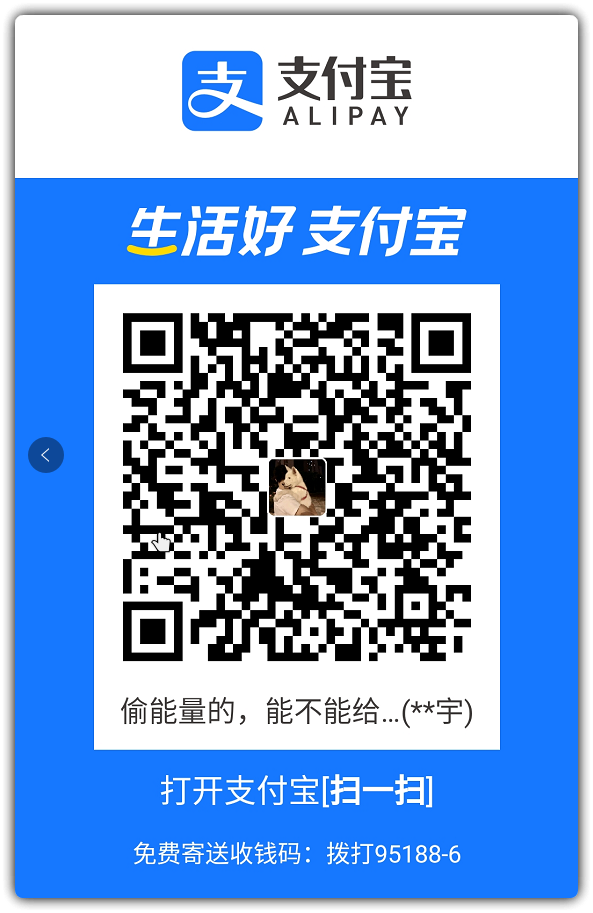 支
支付宝
ALIPAY
生活好 支付宝
偷能量的，能不能给...(**宇)
打开支付宝[扫一扫]
免费寄送收钱码：拨打95188-6